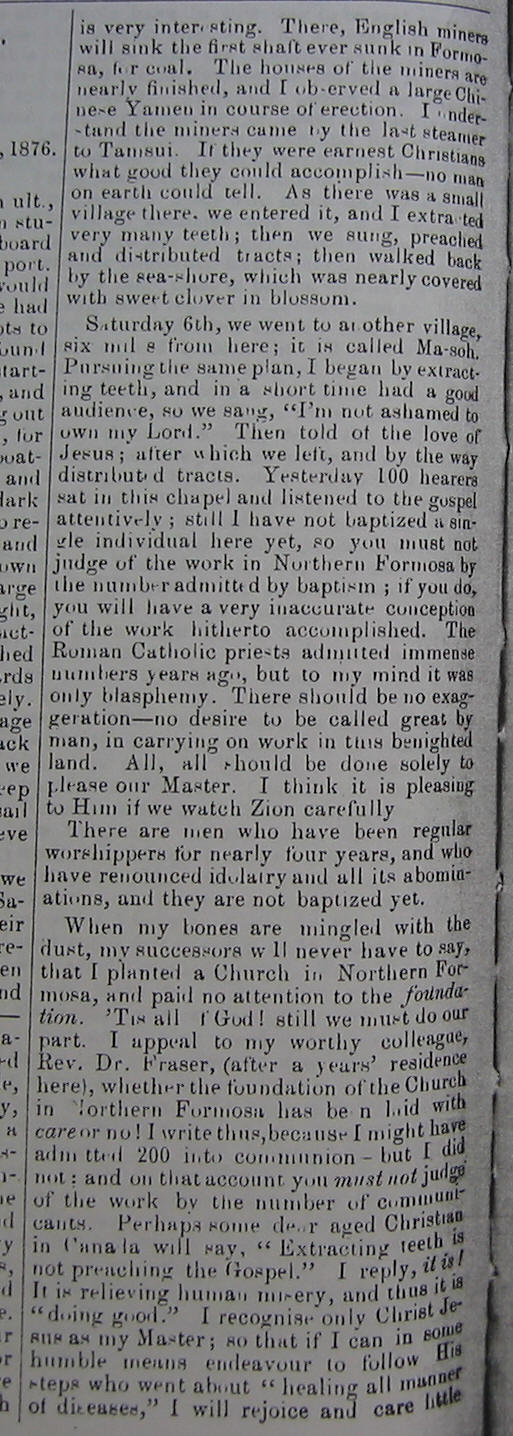 is very interesting. There, English miners
will sink the first shaft ever sunk in Formo-
sa, for coal. The houses of the miners are
nearly finished, and I observed a large Chi-
nese Yamen in course of erection. I under-
stand the miners came by the last steamer
to Tamsui. If they were earnest Christians
what good they could accomplish—no man
on earth could tell. As there was a small
village there, we entered it, and I extracted
very many teeth; then we sung, preached
and distributed tracts; then walked back
by the sea-shore, which was nearly covered
with sweet clover in blossom.
Saturday 6th, we went to another village,
six miles from here; it is called Ma-soh.
Pursuing the same plan, I began by extract-
ing teeth, and in a short time had a good
audience, so we sang, "I'm not ashamed to
own my Lord." Then told of the love of
Jesus; after which we left, and by the way
distributed tracts. Yesterday 100 hearers
sat in this chapel and listened to the gospel
attentively; still I have not baptized a sin-
gle individual here yet, so you must not
judge of the work in Northern Formosa by
the number admitted by baptism; if you do,
you will have a very inaccurate conception
of the work hitherto accomplished. The
Roman Catholic priests admitted immense
numbers years ago, but to my mind it was
only blasphemy. There should be no exag-
geration—no desire to be called great by
man, in carrying on work in this benighted
land. All, all should be done solely to
please our Master. I think it is pleasing
to Him if we watch Zion carefully
There are men who have been regular
worshippers for nearly four years, and who
have renounced idolatry and all its abomin-
ations, and they are not baptized yet.
When my bones are mingled with the
dust, my successors will never have to say,
that I planted a Church in Northern For-
mosa, and paid no attention to the founda-
tion. 'Tis all of God! still we must do our
part. I appeal to my worthy colleague,
Rev. Dr. Fraser, (after a years' residence
here), whether the foundation of the Church
in Northern Formosa has been laid with
care or no! I write thus, because I might have
admitted 200 into communion – but I did
not: and on that account you must not judge
of the work by the number of communi-
cants. Perhaps some dear aged Christian
in Canada will say, "Extracting teeth is
not preaching the Gospel." I reply, it is!
It is relieving human misery, and thus it is
"doing good." I recognise only Christ Je-
sus as my Master; so that if I can in some
humble means endeavour to follow His
steps who went about "healing all manner
of diseases," I will rejoice and care little
, 1876.
ult.,
stu-
board
port.
would
had
to
tart-
and
out
, for
boat-
and
dark
re-
and
own
arge